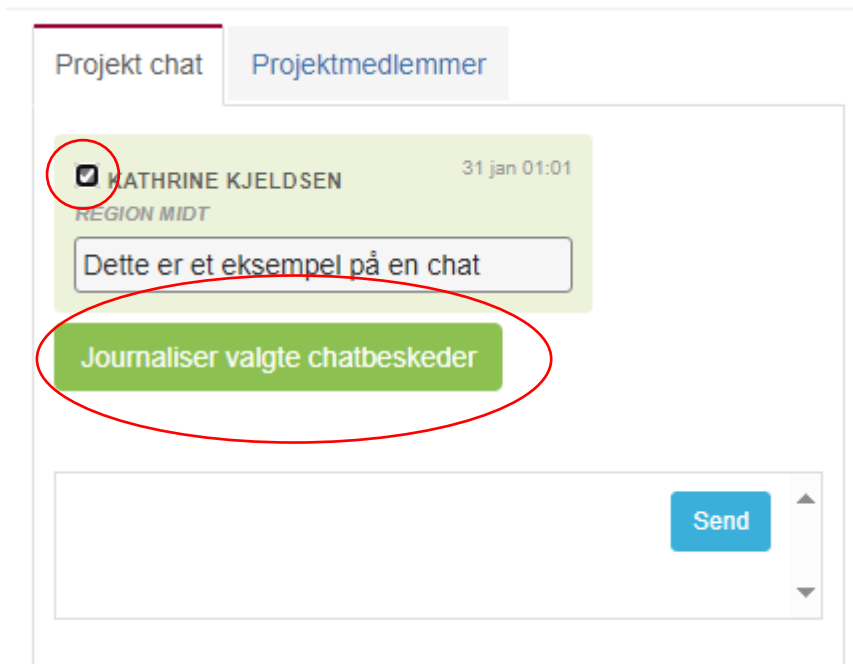 Projekt chat Projektmedlemmer
KATHRINE KJELDSEN 31 jan 01:01
REGION MIDT
Dette er et eksempel på en chat
Journaliser valgte chatbeskeder
Send